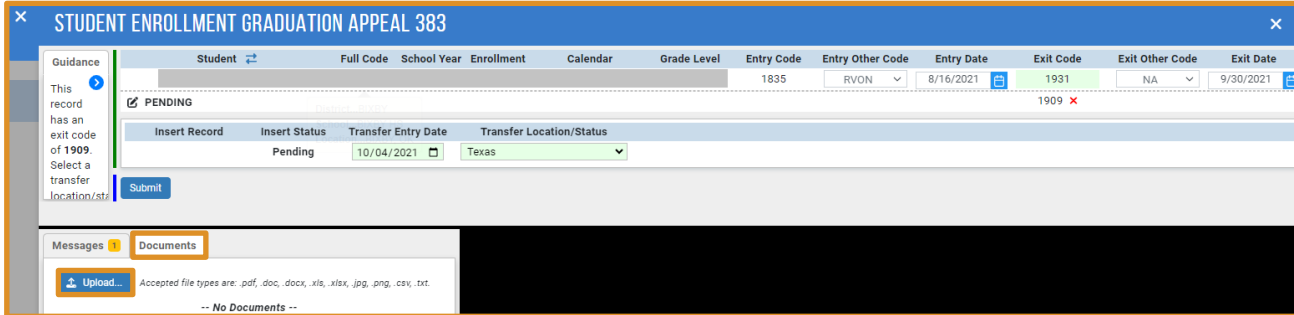 × STUDENT ENROLLMENT GRADUATION APPEAL 383 ×
Guidance
This
record
has an
exit code
of 1909.
Select a
transfer
location/sta
Student Full Code School Year Enrollment Calendar Grade Level Entry Code Entry Other Code Entry Date Exit Code Exit Other Code Exit Date
1835 RVON 8/16/2021 1931 NA 9/30/2021
PENDING 1909 ×
Insert Record Insert Status Transfer Entry Date Transfer Location/Status
Pending 10/04/2021 Texas
Submit
Messages 1 Documents
Upload... Accepted file types are: .pdf, .doc, .docx, .xls, .xlsx, .jpg, .png, .csv, .txt.
-- No Documents --